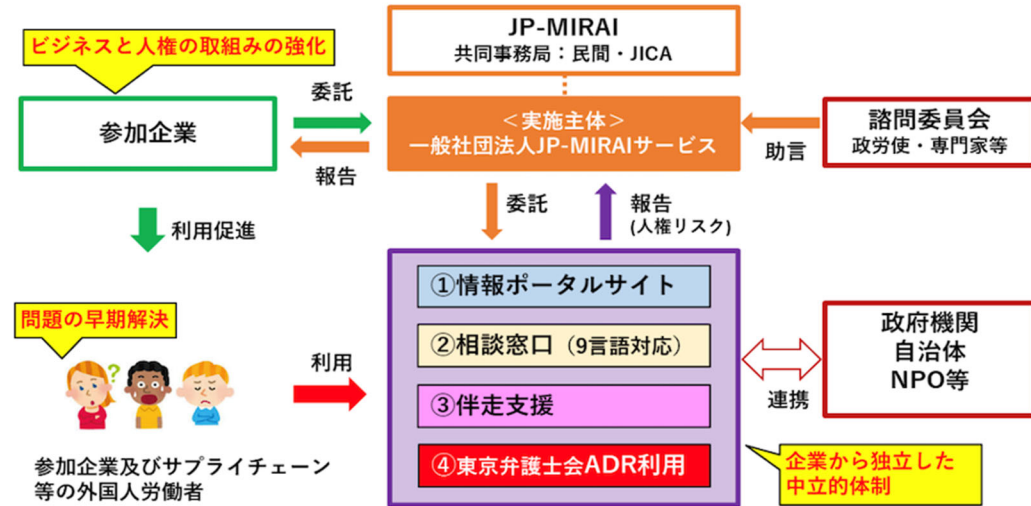 JP-MIRAI
共同事務局：民間・JICA
ビジネスと人権の取組みの強化
参加企業
委託
報告
＜実施主体＞
一般社団法人JP-MIRAIサービス
助言
諮問委員会
政労使・専門家等
利用促進
委託
報告
(人権リスク)
①情報ポータルサイト
②相談窓口（9言語対応）
③伴走支援
④東京弁護士会ADR利用
問題の早期解決
?
利用
参加企業及びサプライチェーン
等の外国人労働者
連携
政府機関
自治体
NPO等
企業から独立した
中立的体制